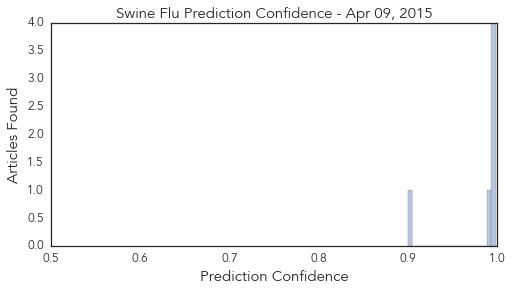 Swine Flu Prediction Confidence - Apr 09, 2015
4.0
3.5
3.0
2.5
2.0
1.5
1.0
0.5
0.0
Articles Found
0.5 0.6 0.7 0.8 0.9 1.0
Prediction Confidence